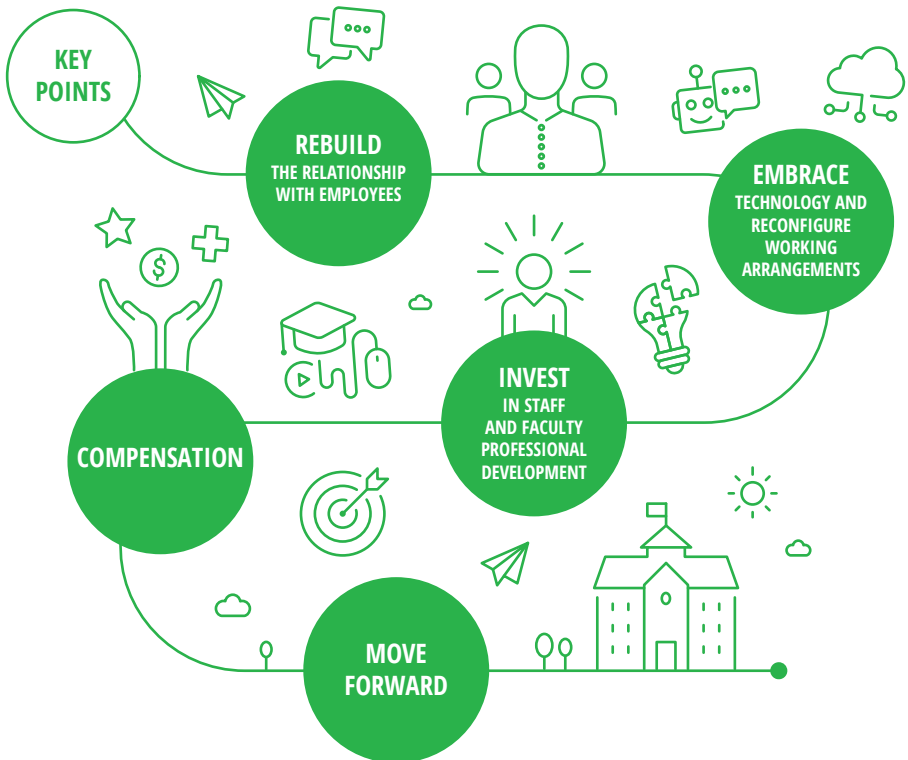 KEY
POINTS
REBUILD
THE RELATIONSHIP
WITH EMPLOYEES
EMBRACE
TECHNOLOGY AND
RECONFIGURE
WORKING
ARRANGEMENTS
INVEST
IN STAFF
AND FACULTY
PROFESSIONAL
DEVELOPMENT
$
COMPENSATION
MOVE
FORWARD